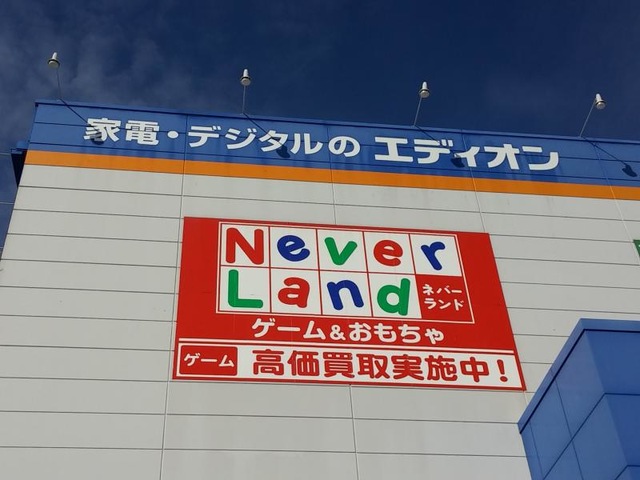 家電・デジタルの エディオン
Never
Land
ネバー
ランド
ゲーム&おもちゃ
ゲーム 高価買取実施中！